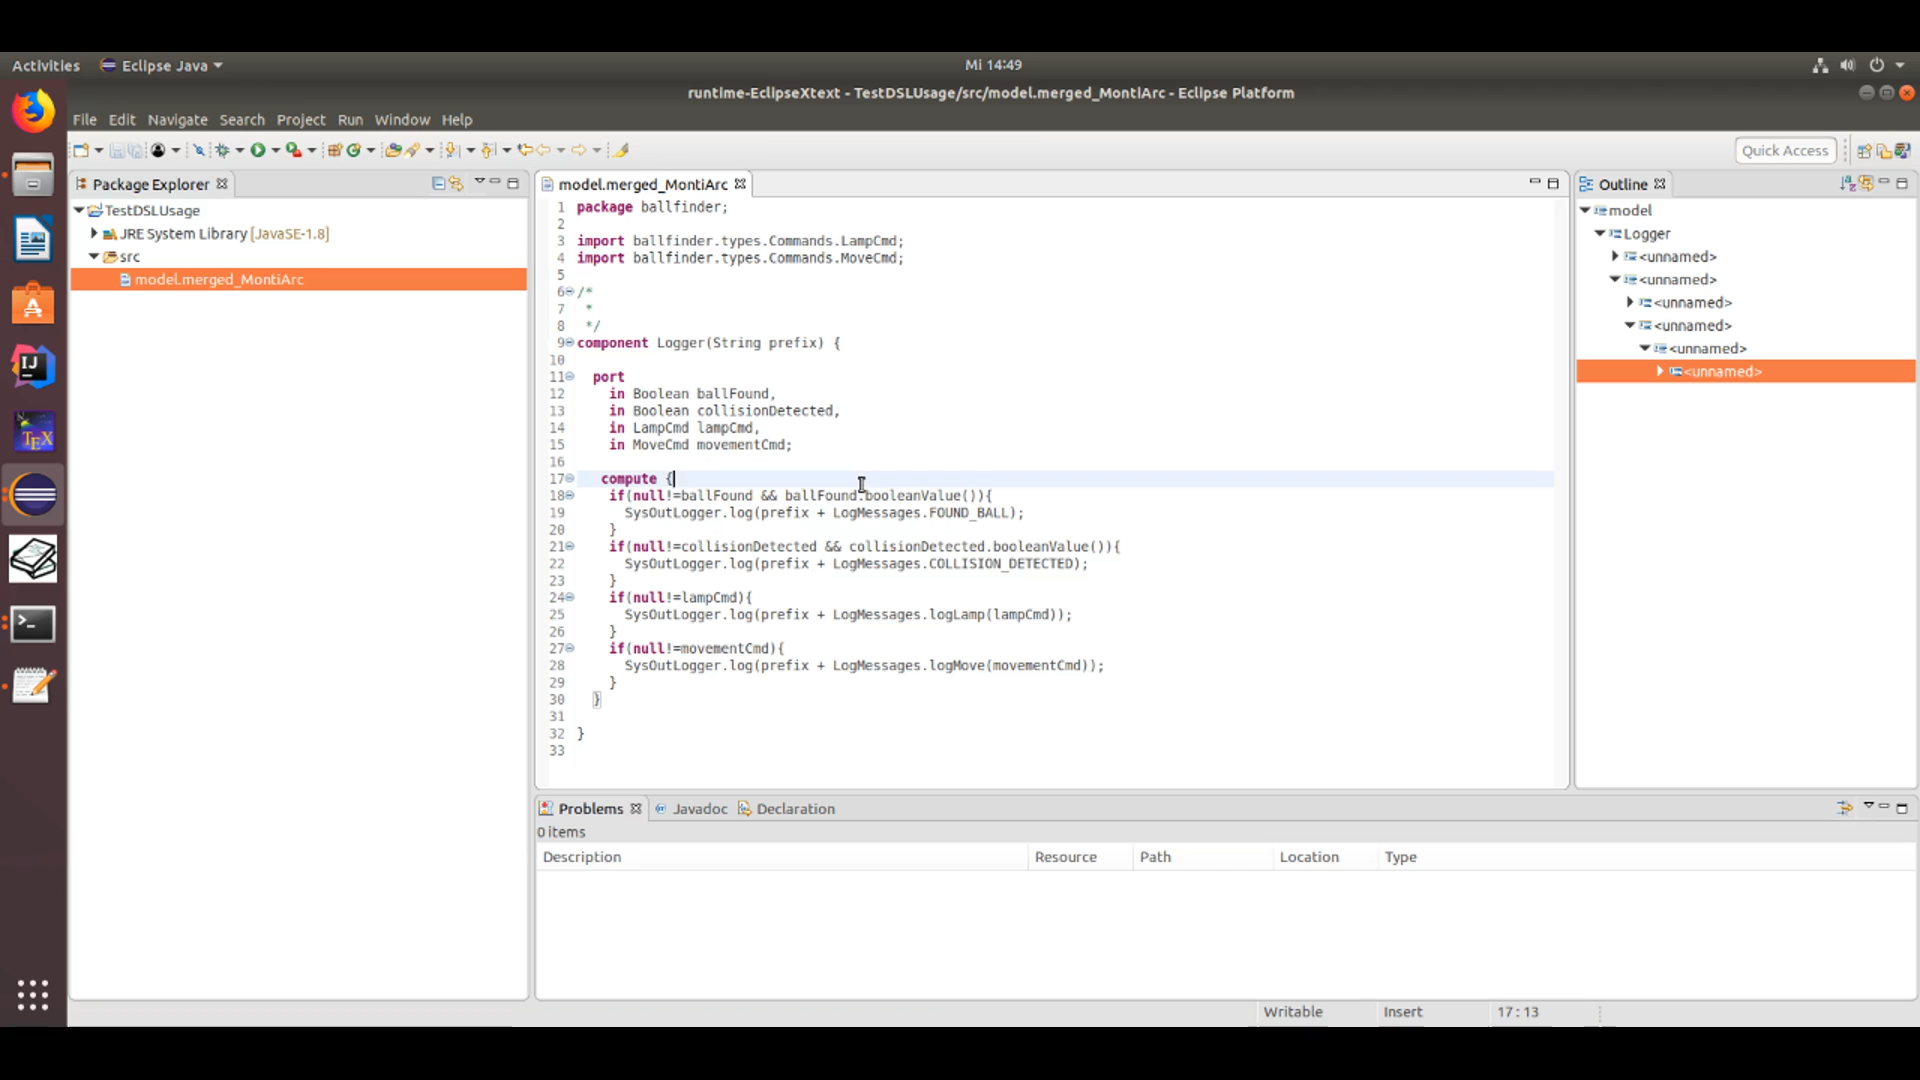 Activities Eclipse Java Mi 14:49
runtime-EclipseXtext - TestDSLUsage/src/model.merged_MontiArc - Eclipse Platform
File Edit Navigate Search Project Run Window Help
Quick Access
Package Explorer
TestDSLUsage
JRE System Library [JavaSE-1.8]
src
model.merged_MontiArc
model.merged_MontiArc
1 package ballfinder;
2
3 import ballfinder.types.Commands.LampCmd;
4 import ballfinder.types.Commands.MoveCmd;
5
6 /*
7 *
8 */
9 component Logger(String prefix) {
10
11 port
12 in Boolean ballFound,
13 in Boolean collisionDetected,
14 in LampCmd lampCmd,
15 in MoveCmd movementCmd;
16
17 compute {
18 if(null!=ballFound && ballFound.booleanValue()){
19 SysOutLogger.log(prefix + LogMessages.FOUND_BALL);
20 }
21 if(null!=collisionDetected && collisionDetected.booleanValue()){
22 SysOutLogger.log(prefix + LogMessages.COLLISION_DETECTED);
23 }
24 if(null!=lampCmd){
25 SysOutLogger.log(prefix + LogMessages.logLamp(lampCmd));
26 }
27 if(null!=movementCmd){
28 SysOutLogger.log(prefix + LogMessages.logMove(movementCmd));
29 }
30 }
31
32 }
33
Outline
model
Logger
<unnamed>
<unnamed>
<unnamed>
<unnamed>
<unnamed>
<unnamed>
Problems Javadoc Declaration
0 items
Description Resource Path Location Type
Writable Insert 17 : 13
IJ
TEX